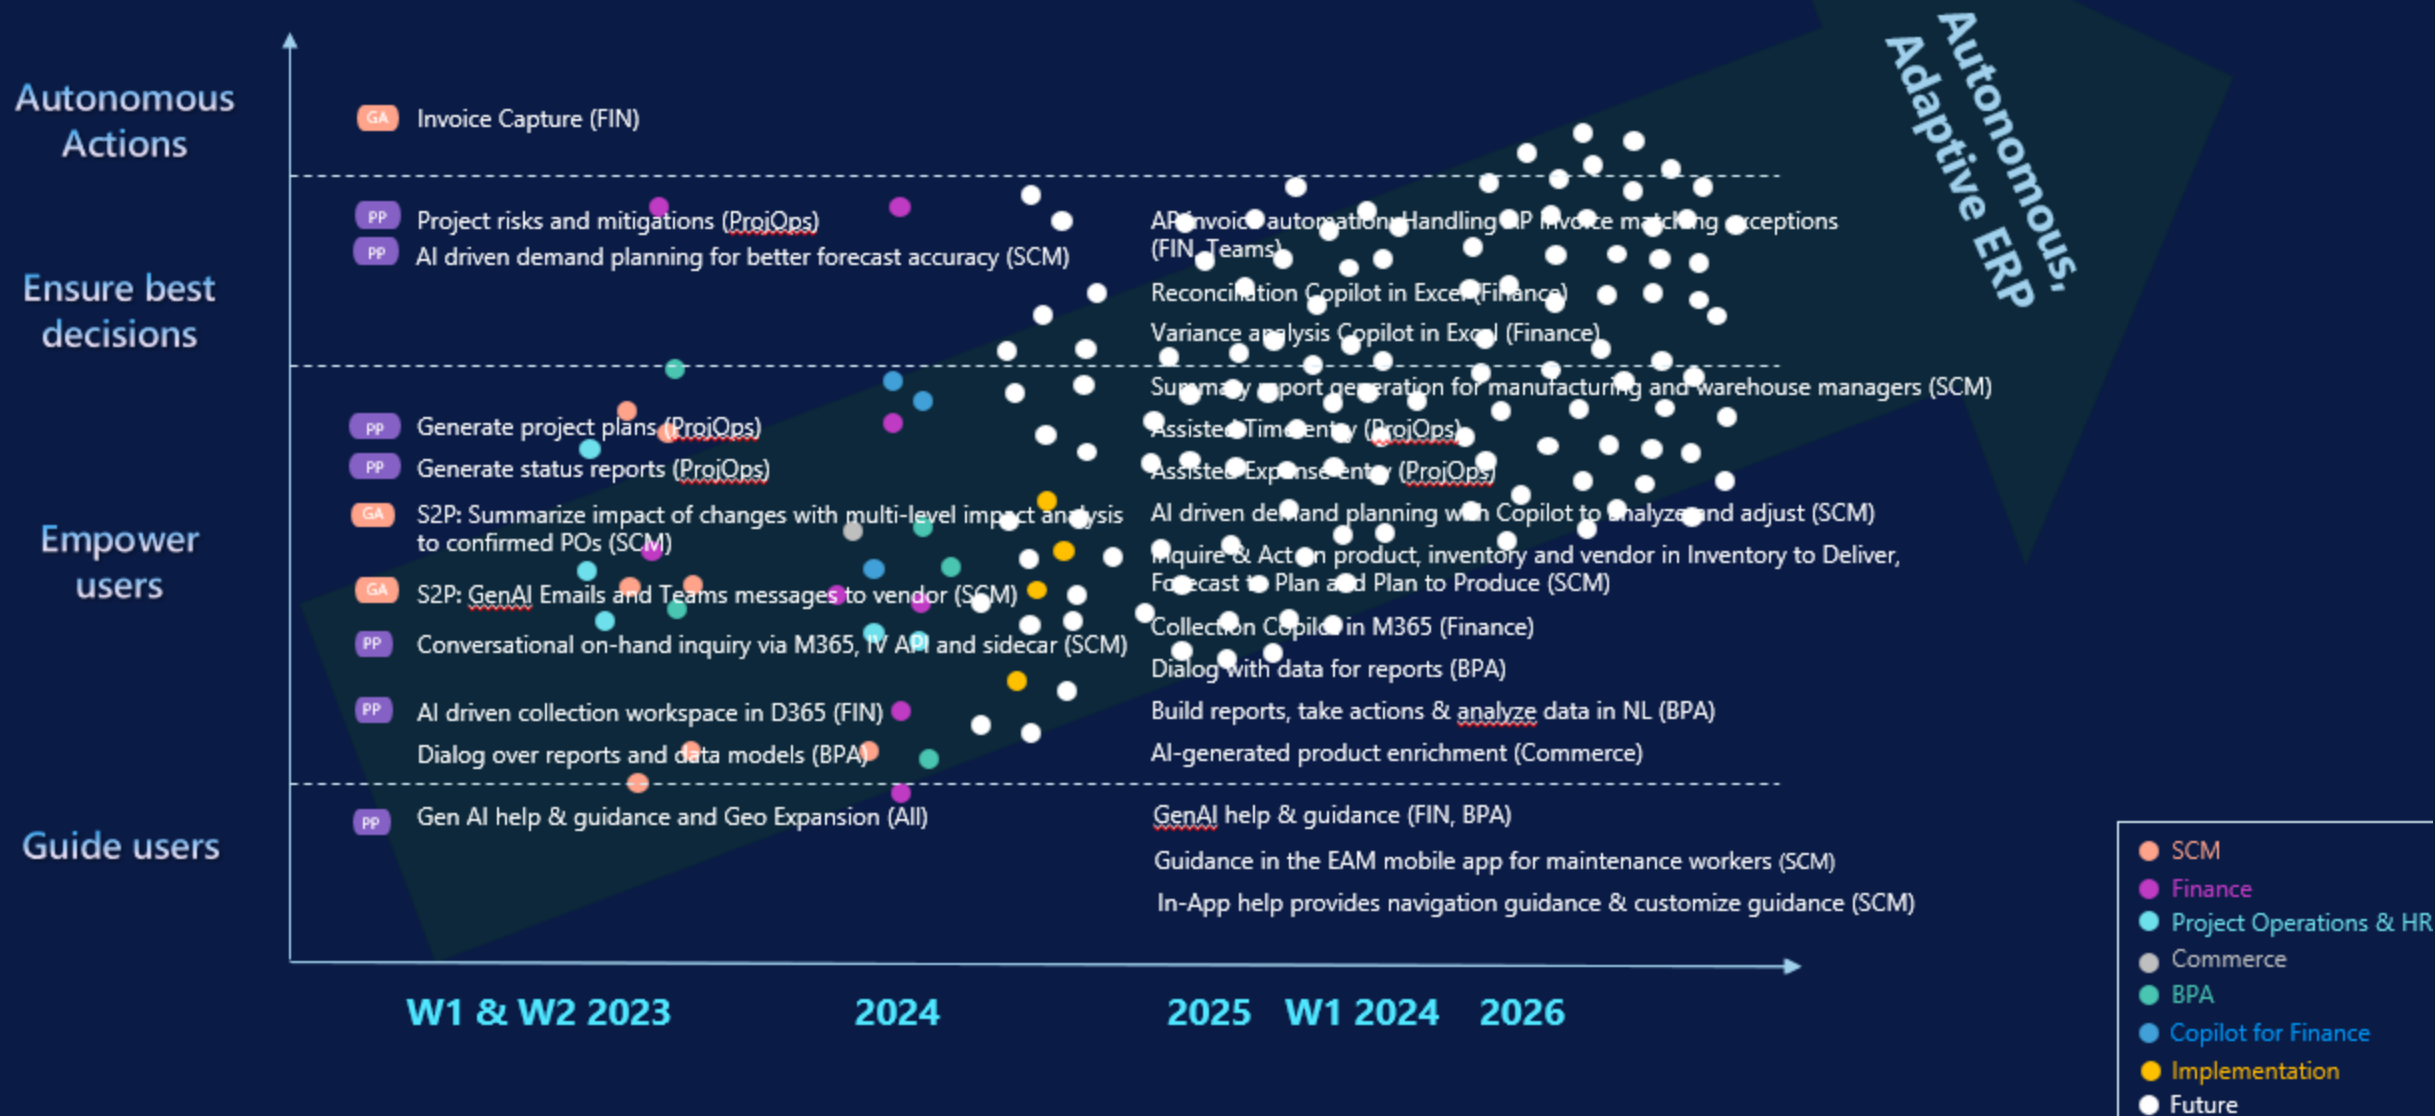 Autonomous
Actions
GA Invoice Capture (FIN)
Autonomous,
Adaptive ERP
Ensure best
decisions
PP Project risks and mitigations (ProjOps)
PP AI driven demand planning for better forecast accuracy (SCM)
AP invoice automation: Handling AP invoice matching exceptions
(FIN, Teams)
Reconciliation Copilot in Excel (Finance)
Variance analysis Copilot in Excel (Finance)
Empower
users
PP Generate project plans (ProjOps)
PP Generate status reports (ProjOps)
GA S2P: Summarize impact of changes with multi-level impact analysis
to confirmed POs (SCM)
GA S2P: GenAI Emails and Teams messages to vendor (SCM)
PP Conversational on-hand inquiry via M365, IV API and sidecar (SCM)
PP AI driven collection workspace in D365 (FIN)
Dialog over reports and data models (BPA)
Summary report generation for manufacturing and warehouse managers (SCM)
Assisted Time entry (ProjOps)
Assisted Expense entry (ProjOps)
AI driven demand planning with Copilot to analyze and adjust (SCM)
Inquire & Act on product, inventory and vendor in Inventory to Deliver,
Forecast to Plan and Plan to Produce (SCM)
Collection Copilot in M365 (Finance)
Dialog with data for reports (BPA)
Build reports, take actions & analyze data in NL (BPA)
AI-generated product enrichment (Commerce)
Guide users
PP Gen AI help & guidance and Geo Expansion (All)
GenAI help & guidance (FIN, BPA)
Guidance in the EAM mobile app for maintenance workers (SCM)
In-App help provides navigation guidance & customize guidance (SCM)
W1 & W2 2023
2024
2025
W1 2024
2026
SCM
Finance
Project Operations & HR
Commerce
BPA
Copilot for Finance
Implementation
Future